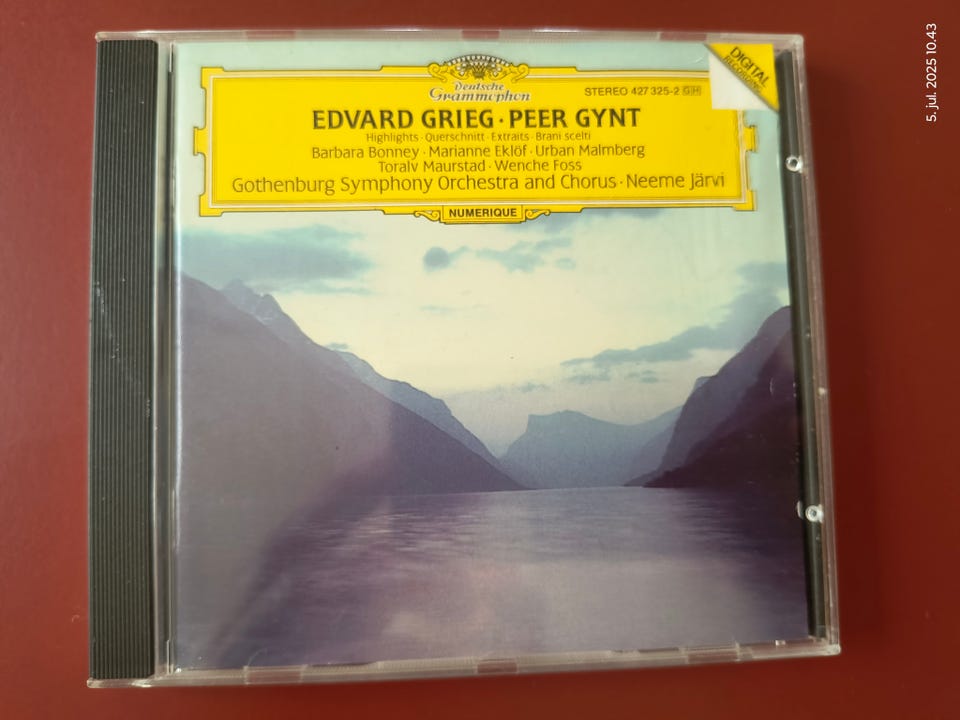 Deutsche
Grammophon
STEREO 427 325-2 GH
DIGITAL
RECORDING
EDVARD GRIEG · PEER GYNT
Highlights · Querschnitt · Extraits · Brani scelti
Barbara Bonney · Marianne Eklöf · Urban Malmberg
Toralv Maurstad · Wenche Foss
Gothenburg Symphony Orchestra and Chorus · Neeme Järvi
NUMERIQUE
5. jul. 2025 10.43